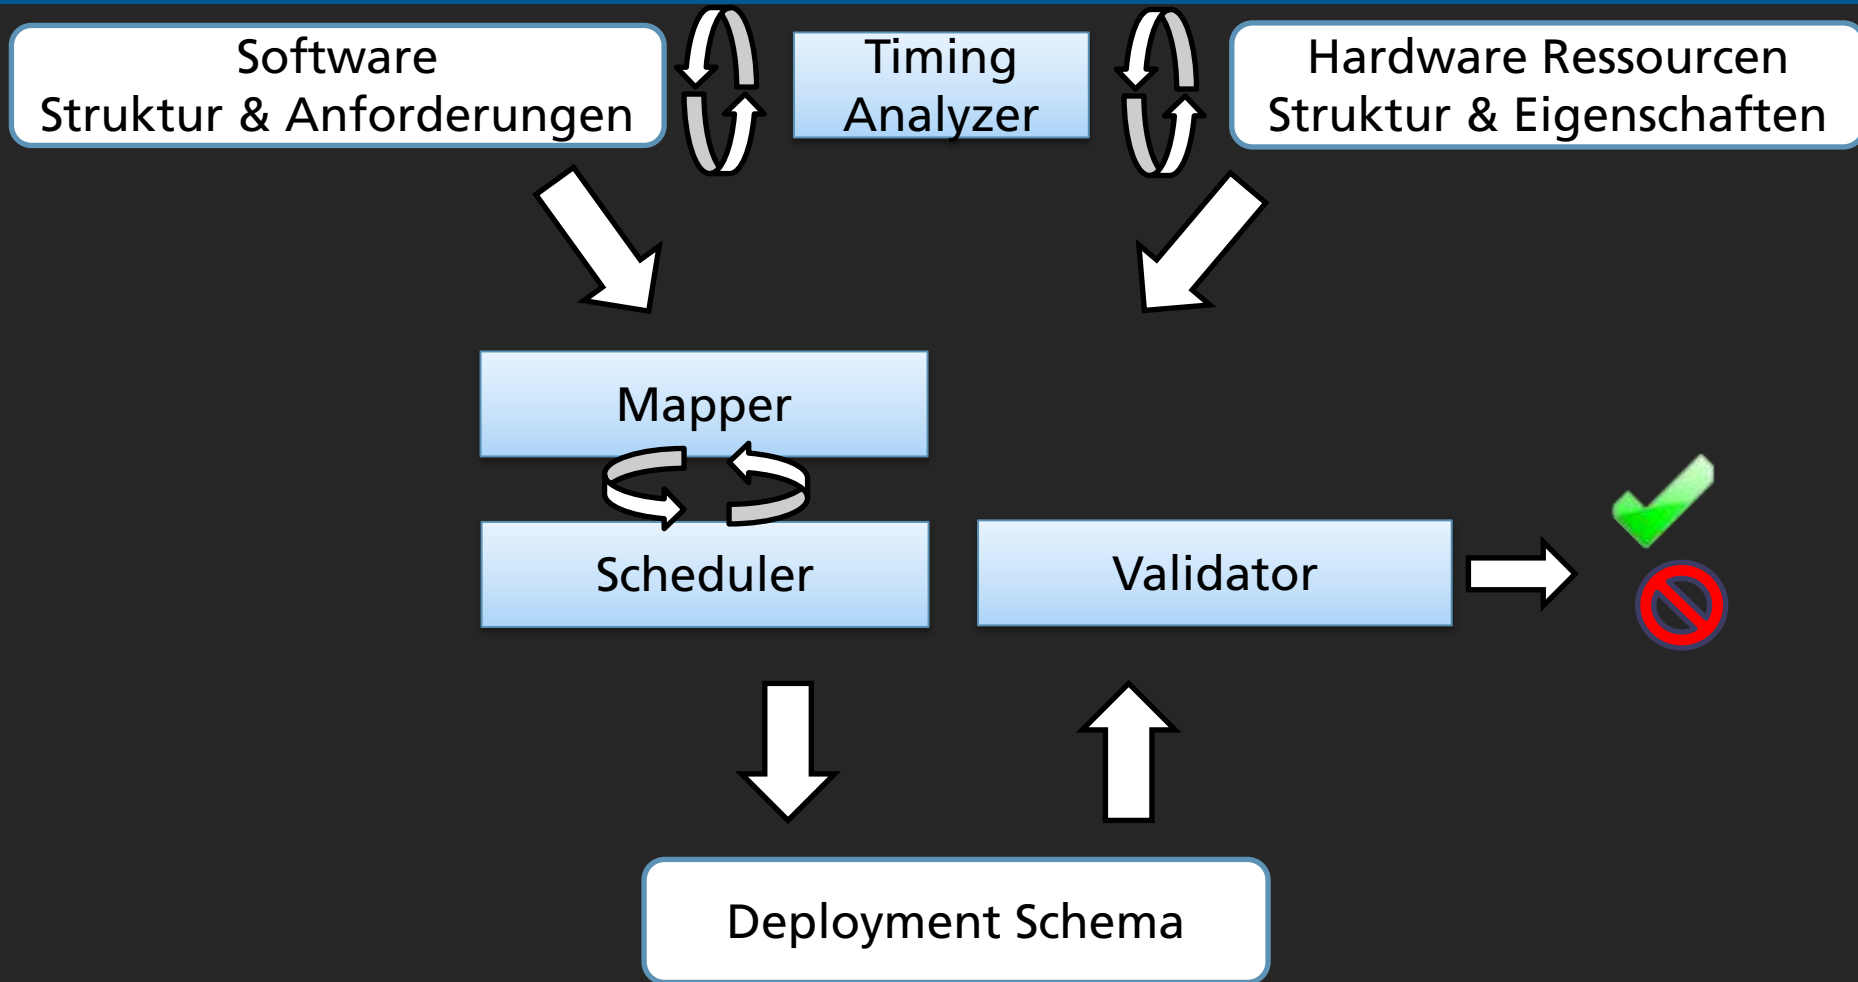 Software
Struktur & Anforderungen
Timing
Analyzer
Hardware Ressourcen
Struktur & Eigenschaften
Mapper
Scheduler
Validator
Deployment Schema